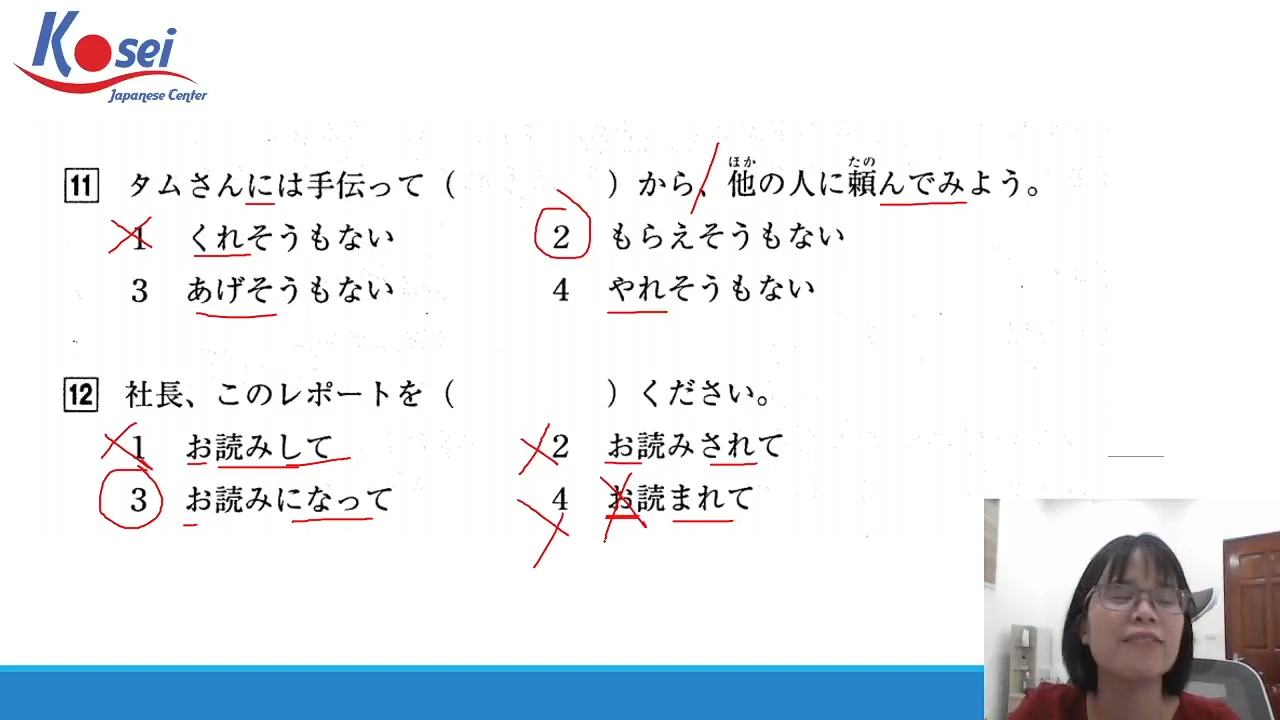 Kosei
Japanese Center
11 タムさんには手伝って（　　　）から、他の人に頼んでみよう。
ほか たの
1 くれそうもない 2 もらえそうもない
3 あげそうもない 4 やれそうもない
12 社長、このレポートを（　　　）ください。
1 お読みして 2 お読みされて
3 お読みになって 4 お読まれて